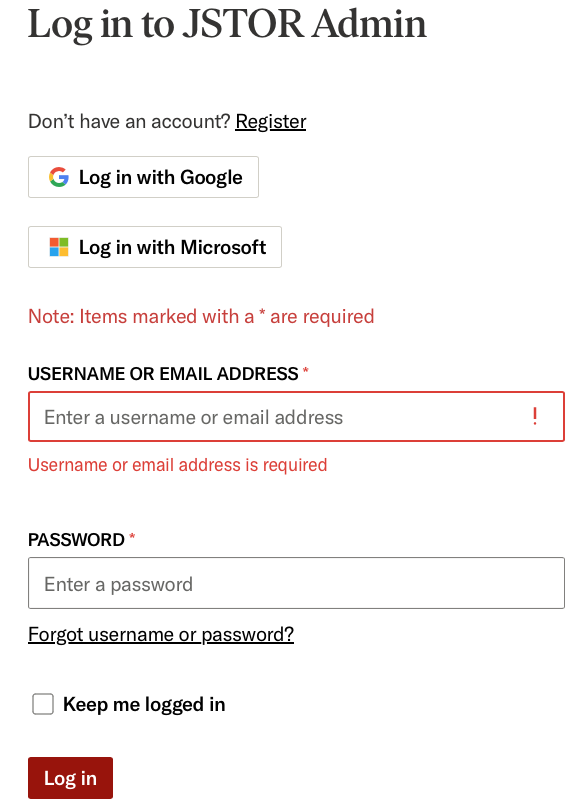 Log in to JSTOR Admin
Don’t have an account? Register
Log in with Google
Log in with Microsoft
Note: Items marked with a * are required
USERNAME OR EMAIL ADDRESS *
Enter a username or email address !
Username or email address is required
PASSWORD *
Enter a password
Forgot username or password?
Keep me logged in
Log in